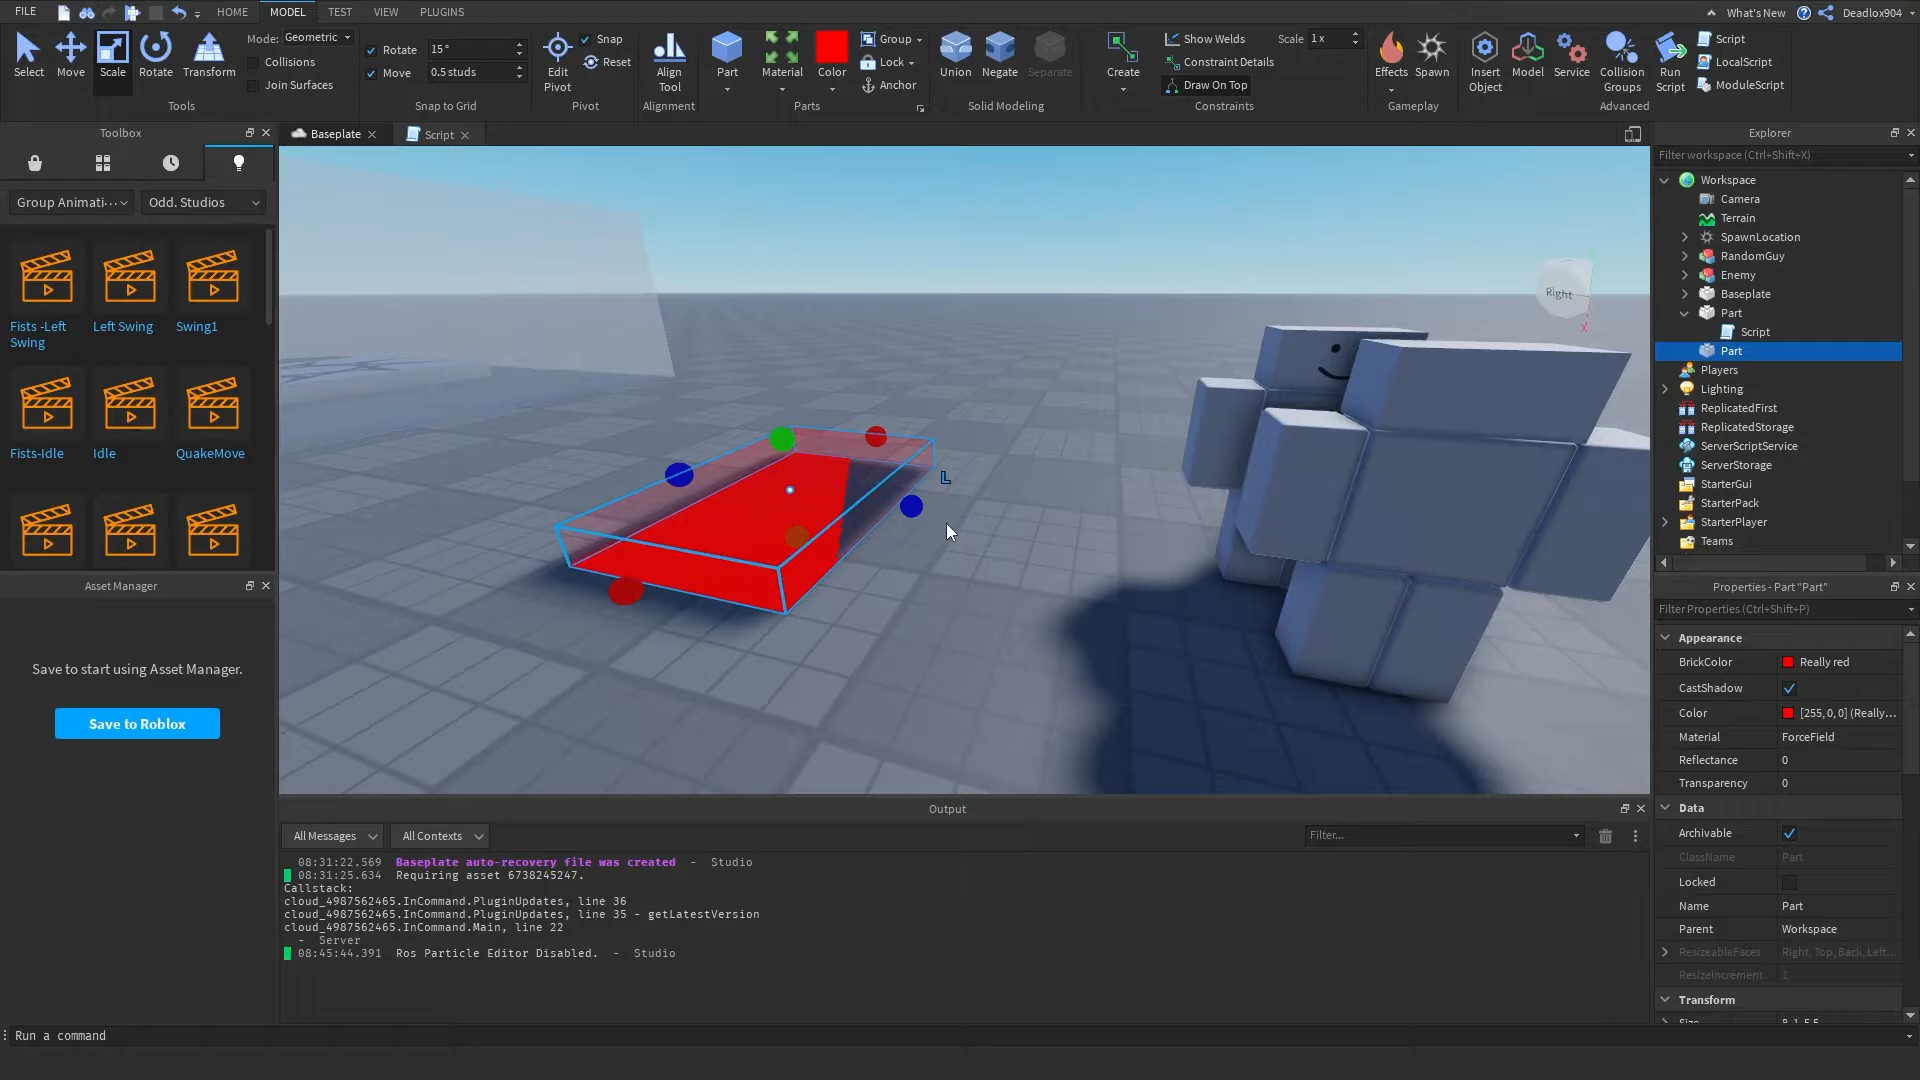 FILE
HOME
MODEL
TEST
VIEW
PLUGINS
What's New
Deadlox904
Select
Move
Scale
Rotate
Transform
Mode: Geometric
Collisions
Join Surfaces
Tools
Rotate 15°
Move 0.5 studs
Snap to Grid
Edit Pivot
Snap
Reset
Pivot
Align Tool
Alignment
Part
Material
Color
Group
Lock
Anchor
Parts
Union
Negate
Separate
Solid Modeling
Create
Show Welds
Scale 1x
Constraint Details
Draw On Top
Constraints
Effects
Spawn
Gameplay
Insert Object
Model
Service
Collision Groups
Run Script
Script
LocalScript
ModuleScript
Advanced
Toolbox
Group Animati...
Odd. Studios
Fists -Left Swing
Left Swing
Swing1
Fists-Idle
Idle
QuakeMove
Asset Manager
Save to start using Asset Manager.
Save to Roblox
Baseplate
Script
Right
X
L
Output
All Messages
All Contexts
Filter...
08:31:22.569 Baseplate auto-recovery file was created - Studio
08:31:25.634 Requiring asset 6738245247.
Callstack:
cloud_4987562465.InCommand.PluginUpdates, line 36
cloud_4987562465.InCommand.PluginUpdates, line 35 - getLatestVersion
cloud_4987562465.InCommand.Main, line 22
- Server
08:45:44.391 Ros Particle Editor Disabled. - Studio
Run a command
Explorer
Filter workspace (Ctrl+Shift+X)
Workspace
Camera
Terrain
SpawnLocation
RandomGuy
Enemy
Baseplate
Part
Script
Part
Players
Lighting
ReplicatedFirst
ReplicatedStorage
ServerScriptService
ServerStorage
StarterGui
StarterPack
StarterPlayer
Teams
Properties - Part "Part"
Filter Properties (Ctrl+Shift+P)
Appearance
BrickColor Really red
CastShadow
Color [255, 0, 0] (Really...
Material ForceField
Reflectance 0
Transparency 0
Data
Archivable
ClassName Part
Locked
Name Part
Parent Workspace
ResizeableFaces Right, Top, Back, Left...
ResizeIncrement 1
Transform